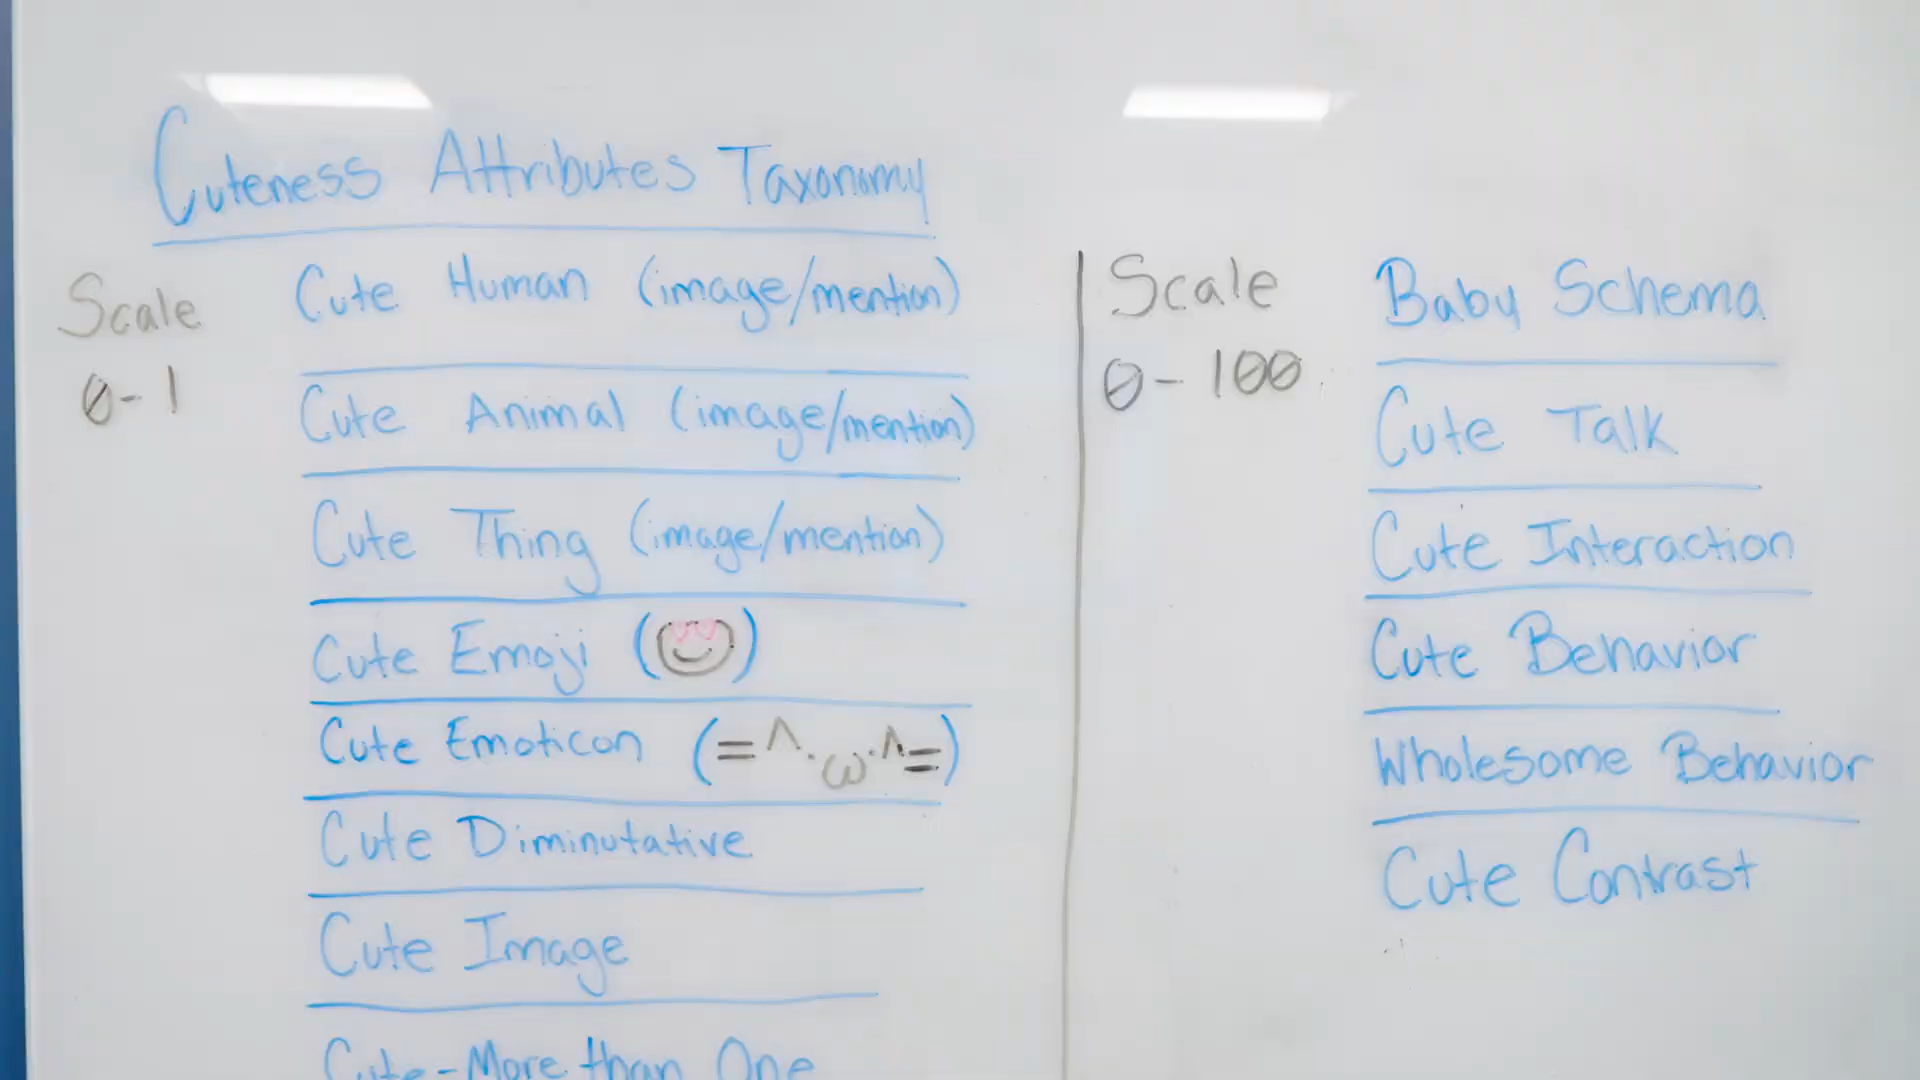 Cuteness Attributes Taxonomy
Scale
0-1
Cute Human (image/mention)
Cute Animal (image/mention)
Cute Thing (image/mention)
Cute Emoji (😍)
Cute Emoticon (=^.ω.^=)
Cute Diminutative
Cute Image
Cute-More than One
Scale
0-100
Baby Schema
Cute Talk
Cute Interaction
Cute Behavior
Wholesome Behavior
Cute Contrast